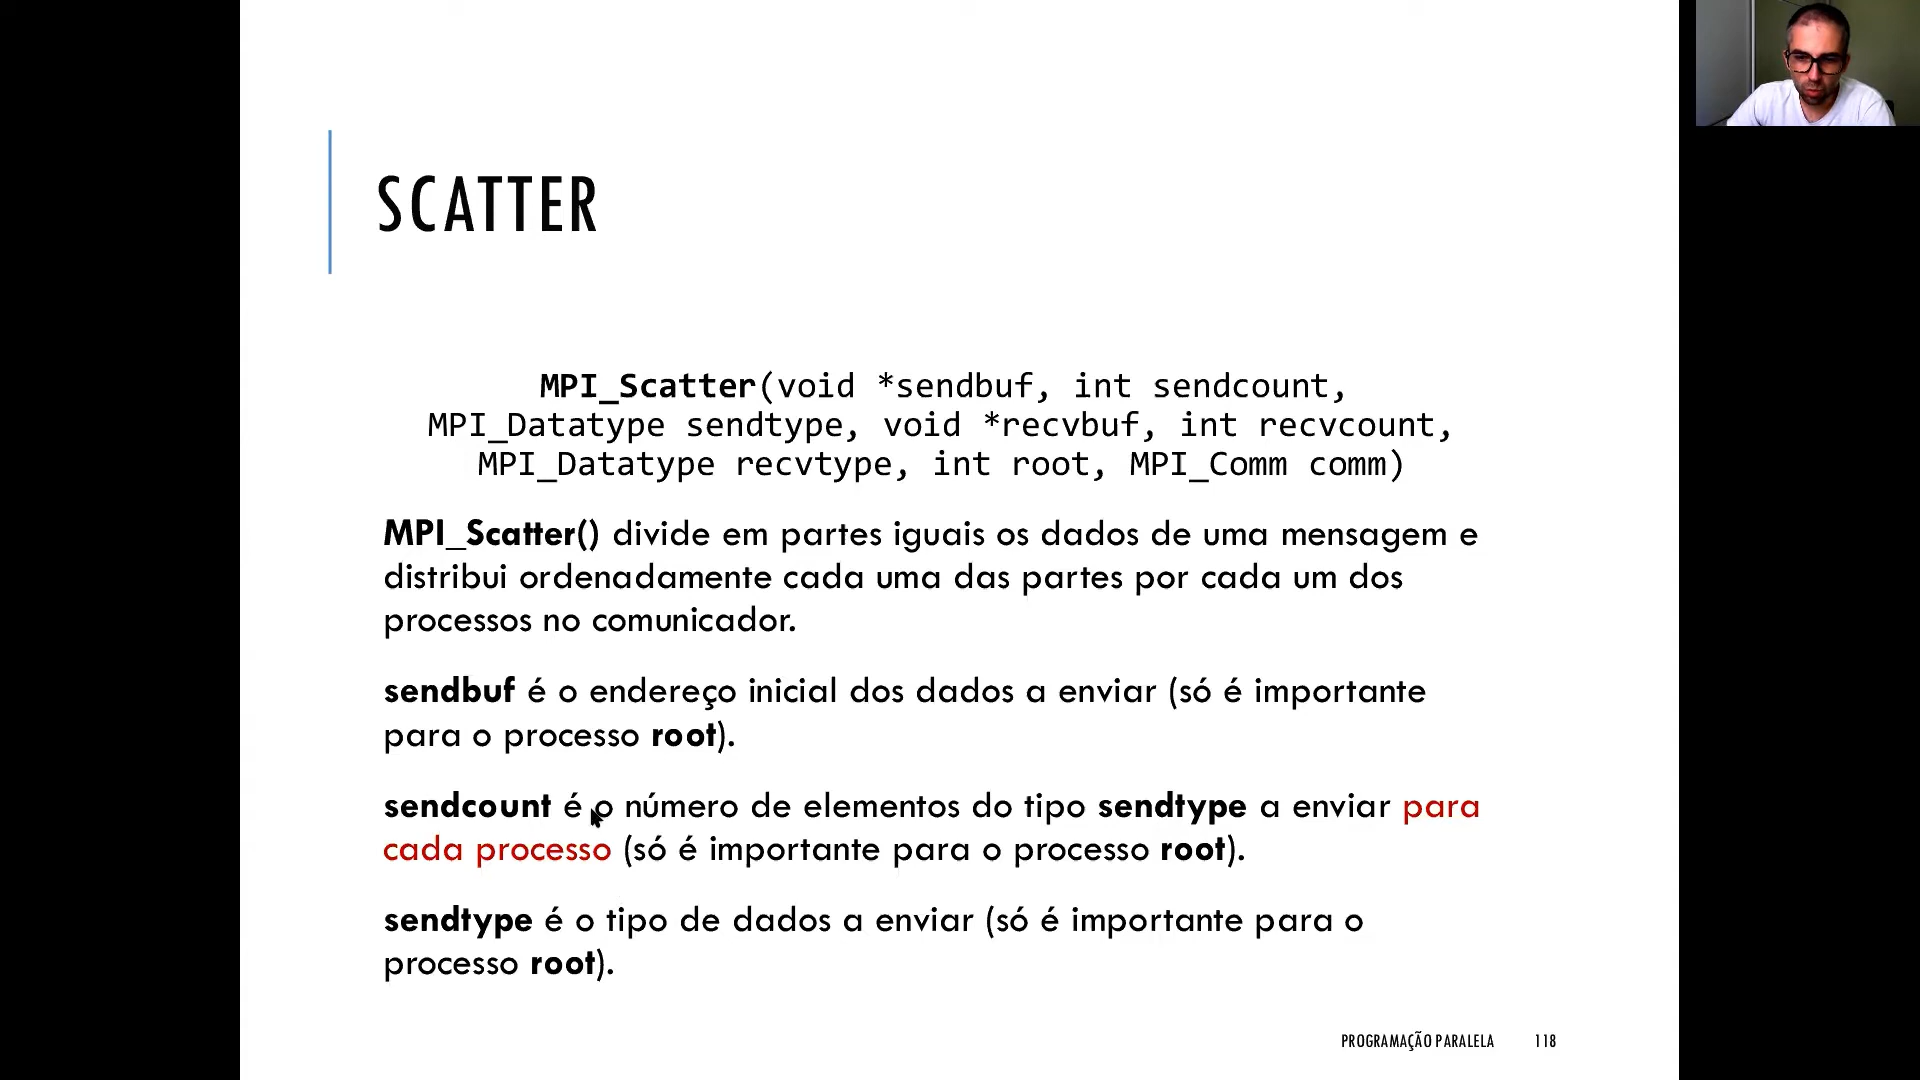 SCATTER
MPI_Scatter(void *sendbuf, int sendcount,
MPI_Datatype sendtype, void *recvbuf, int recvcount,
MPI_Datatype recvtype, int root, MPI_Comm comm)
MPI_Scatter() divide em partes iguais os dados de uma mensagem e
distribui ordenadamente cada uma das partes por cada um dos
processos no comunicador.
sendbuf é o endereço inicial dos dados a enviar (só é importante
para o processo root).
sendcount é o número de elementos do tipo sendtype a enviar para
cada processo (só é importante para o processo root).
sendtype é o tipo de dados a enviar (só é importante para o
processo root).
PROGRAMAÇÃO PARALELA 118